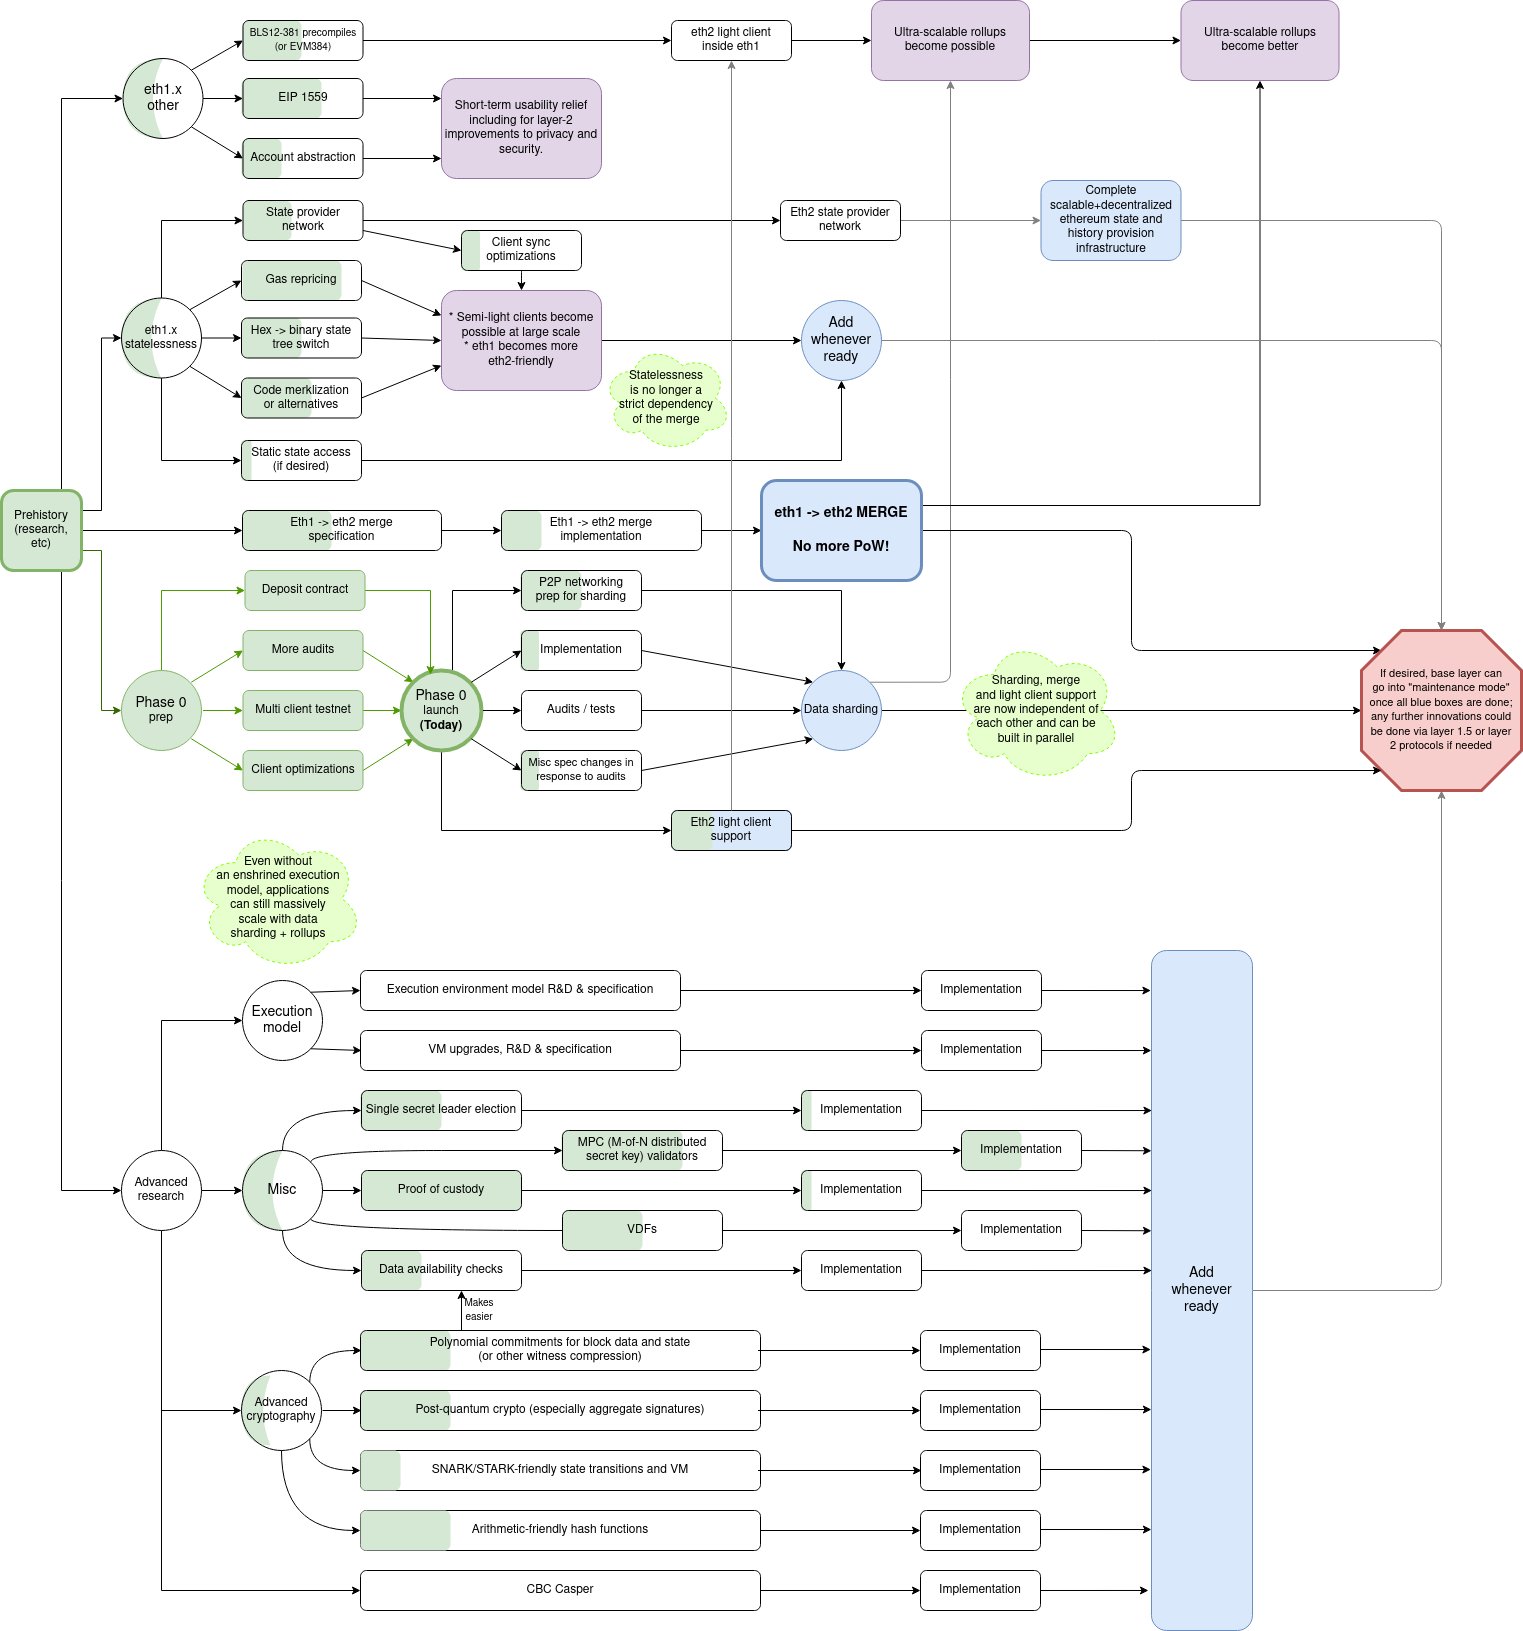 BLS12-381 precompiles
(or EVM384)
eth2 light client
inside eth1
Ultra-scalable rollups
become possible
Ultra-scalable rollups
become better
eth1.x
other
EIP 1559
Short-term usability relief
including for layer-2
improvements to privacy and
security.
Account abstraction
State provider
network
Eth2 state provider
network
Complete
scalable+decentralized
ethereum state and
history provision
infrastructure
Client sync
optimizations
Gas repricing
eth1.x
statelessness
Hex -> binary state
tree switch
* Semi-light clients become
possible at large scale
* eth1 becomes more
eth2-friendly
Add
whenever
ready
Code merklization
or alternatives
Statelessness
is no longer a
strict dependency
of the merge
Static state access
(if desired)
Prehistory
(research,
etc)
Eth1 -> eth2 merge
specification
Eth1 -> eth2 merge
implementation
eth1 -> eth2 MERGE
No more PoW!
Deposit contract
P2P networking
prep for sharding
More audits
Implementation
Phase 0
prep
Multi client testnet
Phase 0
launch
(Today)
Audits / tests
Data sharding
Sharding, merge
and light client support
are now independent of
each other and can be
built in parallel
If desired, base layer can
go into "maintenance mode"
once all blue boxes are done;
any further innovations could
be done via layer 1.5 or layer
2 protocols if needed
Client optimizations
Misc spec changes in
response to audits
Eth2 light client
support
Even without
an enshrined execution
model, applications
can still massively
scale with data
sharding + rollups
Execution
model
Execution environment model R&D & specification
Implementation
VM upgrades, R&D & specification
Implementation
Single secret leader election
Implementation
MPC (M-of-N distributed
secret key) validators
Implementation
Advanced
research
Misc
Proof of custody
Implementation
VDFs
Implementation
Data availability checks
Implementation
Add
whenever
ready
Makes
easier
Polynomial commitments for block data and state
(or other witness compression)
Implementation
Advanced
cryptography
Post-quantum crypto (especially aggregate signatures)
Implementation
SNARK/STARK-friendly state transitions and VM
Implementation
Arithmetic-friendly hash functions
Implementation
CBC Casper
Implementation